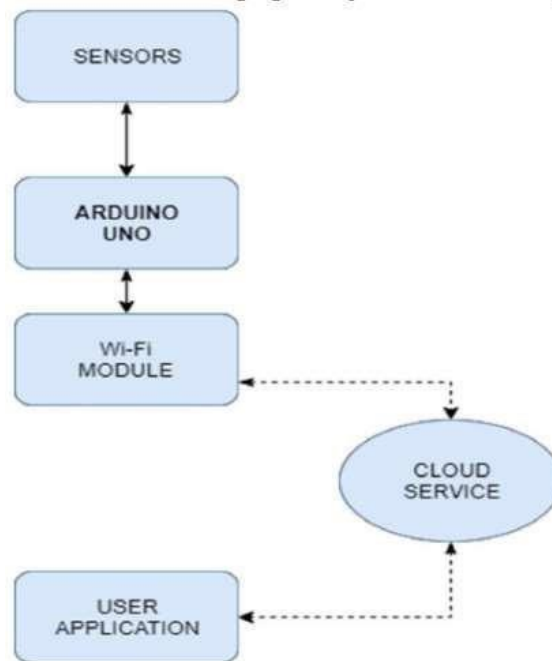 SENSORS
ARDUINO
UNO
Wi-Fi
MODULE
CLOUD
SERVICE
USER
APPLICATION